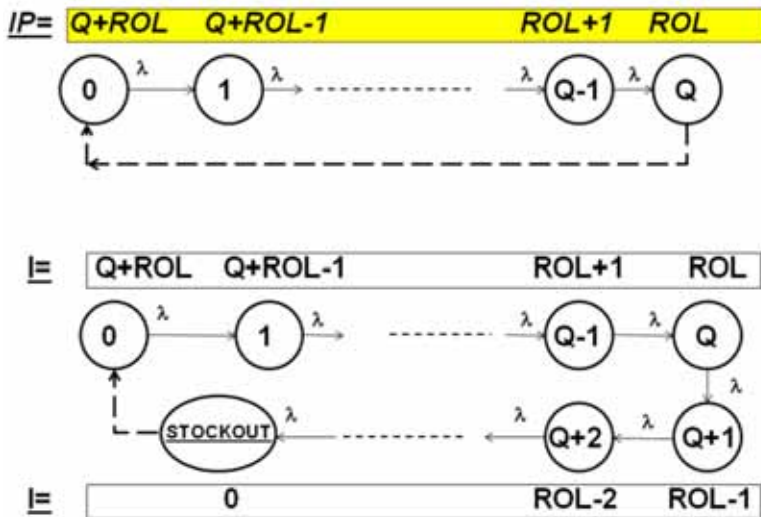 IP= Q+ROL Q+ROL-1 ROL+1 ROL
λ λ λ λ
0 1 Q-1 Q
I= Q+ROL Q+ROL-1 ROL+1 ROL
λ λ λ λ
0 1 Q-1 Q
λ
λ λ λ
STOCKOUT Q+2 Q+1
I= 0 ROL-2 ROL-1